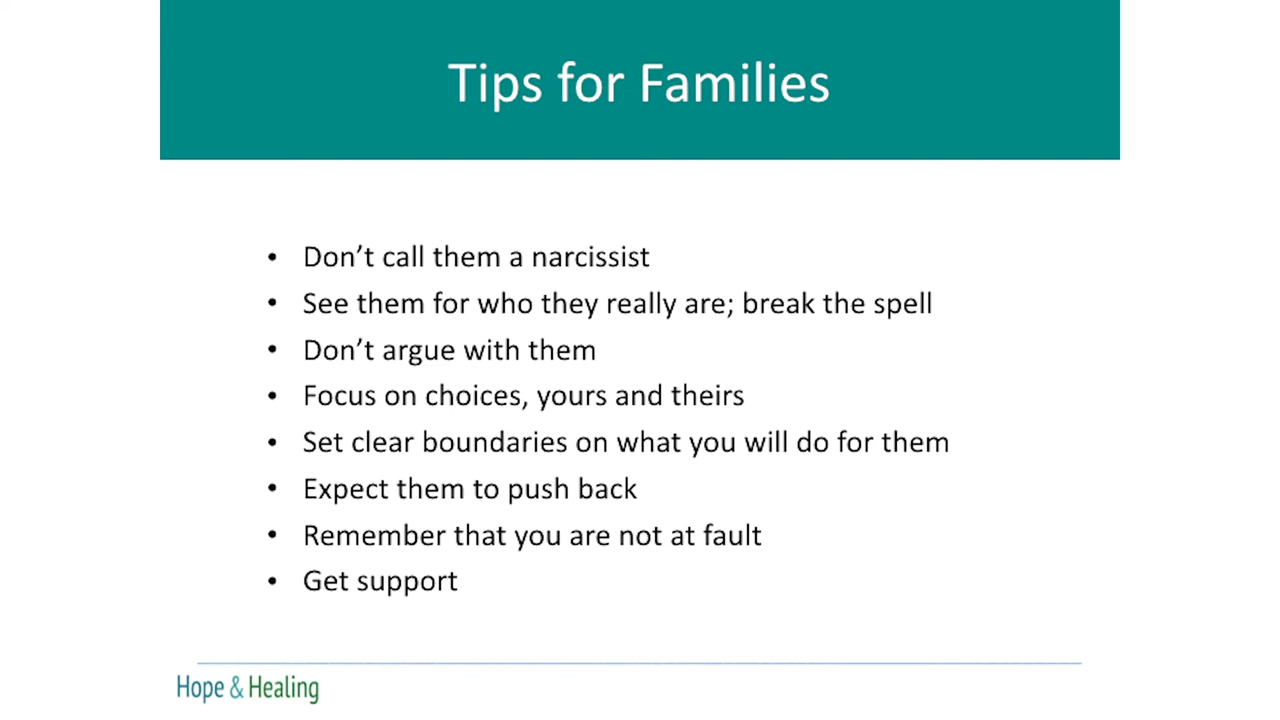 Tips for Families
• Don’t call them a narcissist
• See them for who they really are; break the spell
• Don’t argue with them
• Focus on choices, yours and theirs
• Set clear boundaries on what you will do for them
• Expect them to push back
• Remember that you are not at fault
• Get support
Hope & Healing